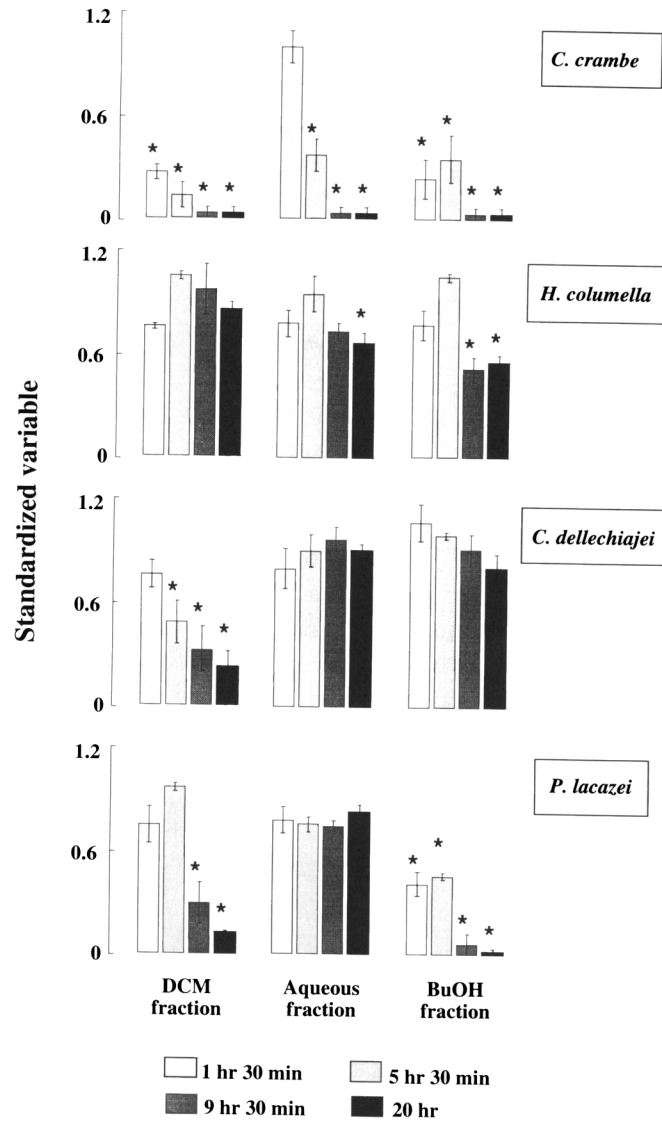 1.2
0.6
0
* * * *
* * *
* * * *
C. crambe
1.2
0.6
0
*
* *
H. columella
1.2
0.6
0
* * *
C. dellechiajei
1.2
0.6
0
* *
* * * *
P. lacazei
Standardized variable
DCM fraction
Aqueous fraction
BuOH fraction
1 hr 30 min
5 hr 30 min
9 hr 30 min
20 hr